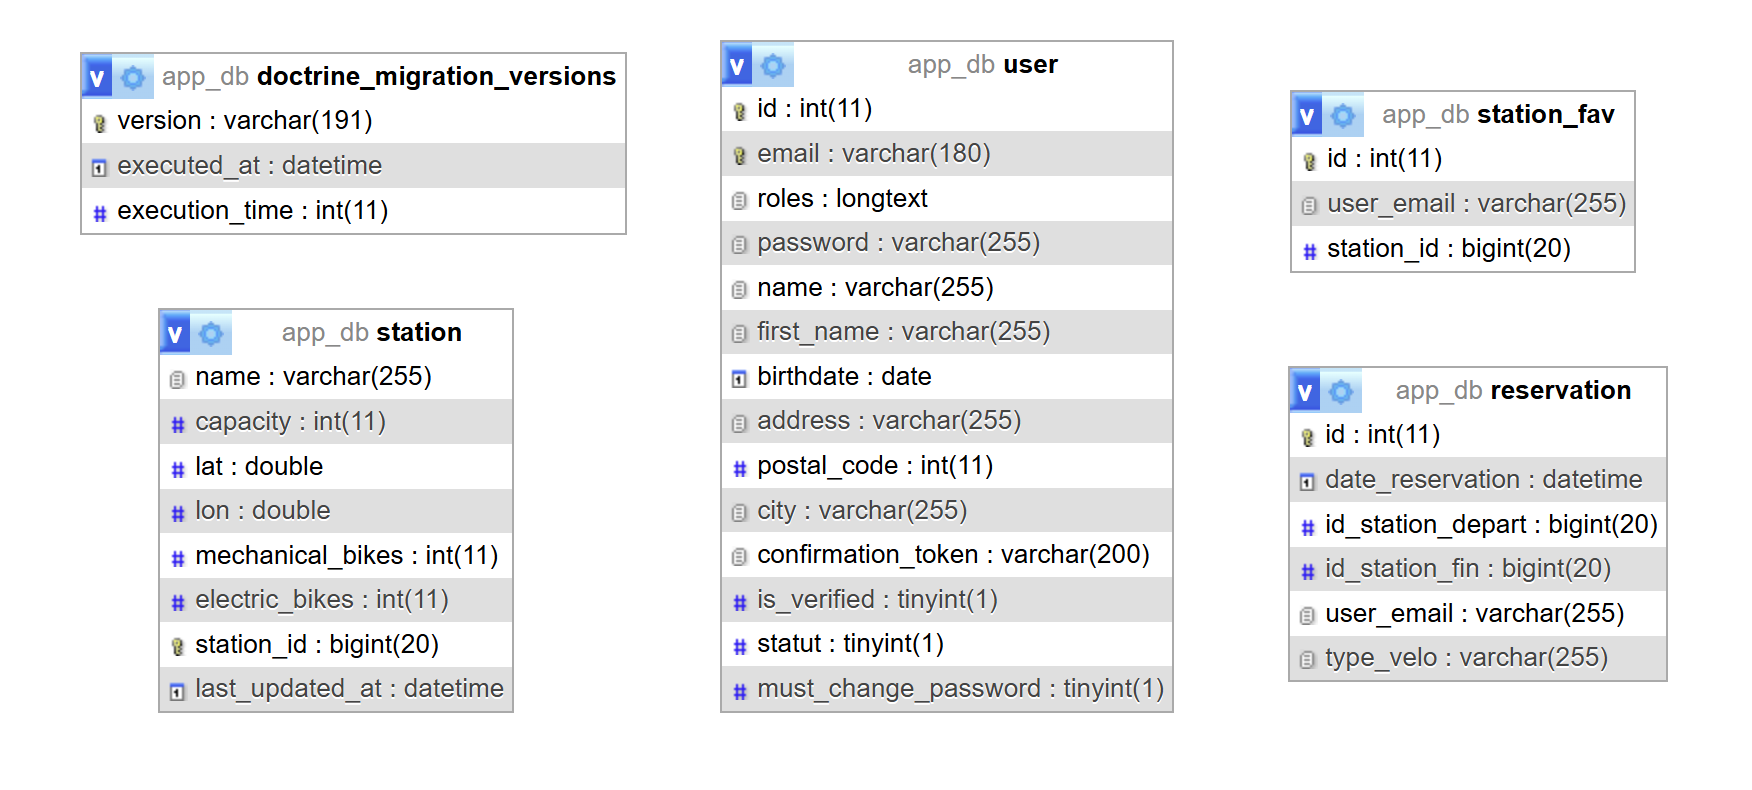 v app_db doctrine_migration_versions
version : varchar(191)
executed_at : datetime
# execution_time : int(11)
v app_db station
name : varchar(255)
# capacity : int(11)
# lat : double
# lon : double
# mechanical_bikes : int(11)
# electric_bikes : int(11)
station_id : bigint(20)
last_updated_at : datetime
v app_db user
id : int(11)
email : varchar(180)
roles : longtext
password : varchar(255)
name : varchar(255)
first_name : varchar(255)
birthdate : date
address : varchar(255)
# postal_code : int(11)
city : varchar(255)
confirmation_token : varchar(200)
# is_verified : tinyint(1)
# statut : tinyint(1)
# must_change_password : tinyint(1)
v app_db station_fav
id : int(11)
user_email : varchar(255)
# station_id : bigint(20)
v app_db reservation
id : int(11)
date_reservation : datetime
# id_station_depart : bigint(20)
# id_station_fin : bigint(20)
user_email : varchar(255)
type_velo : varchar(255)